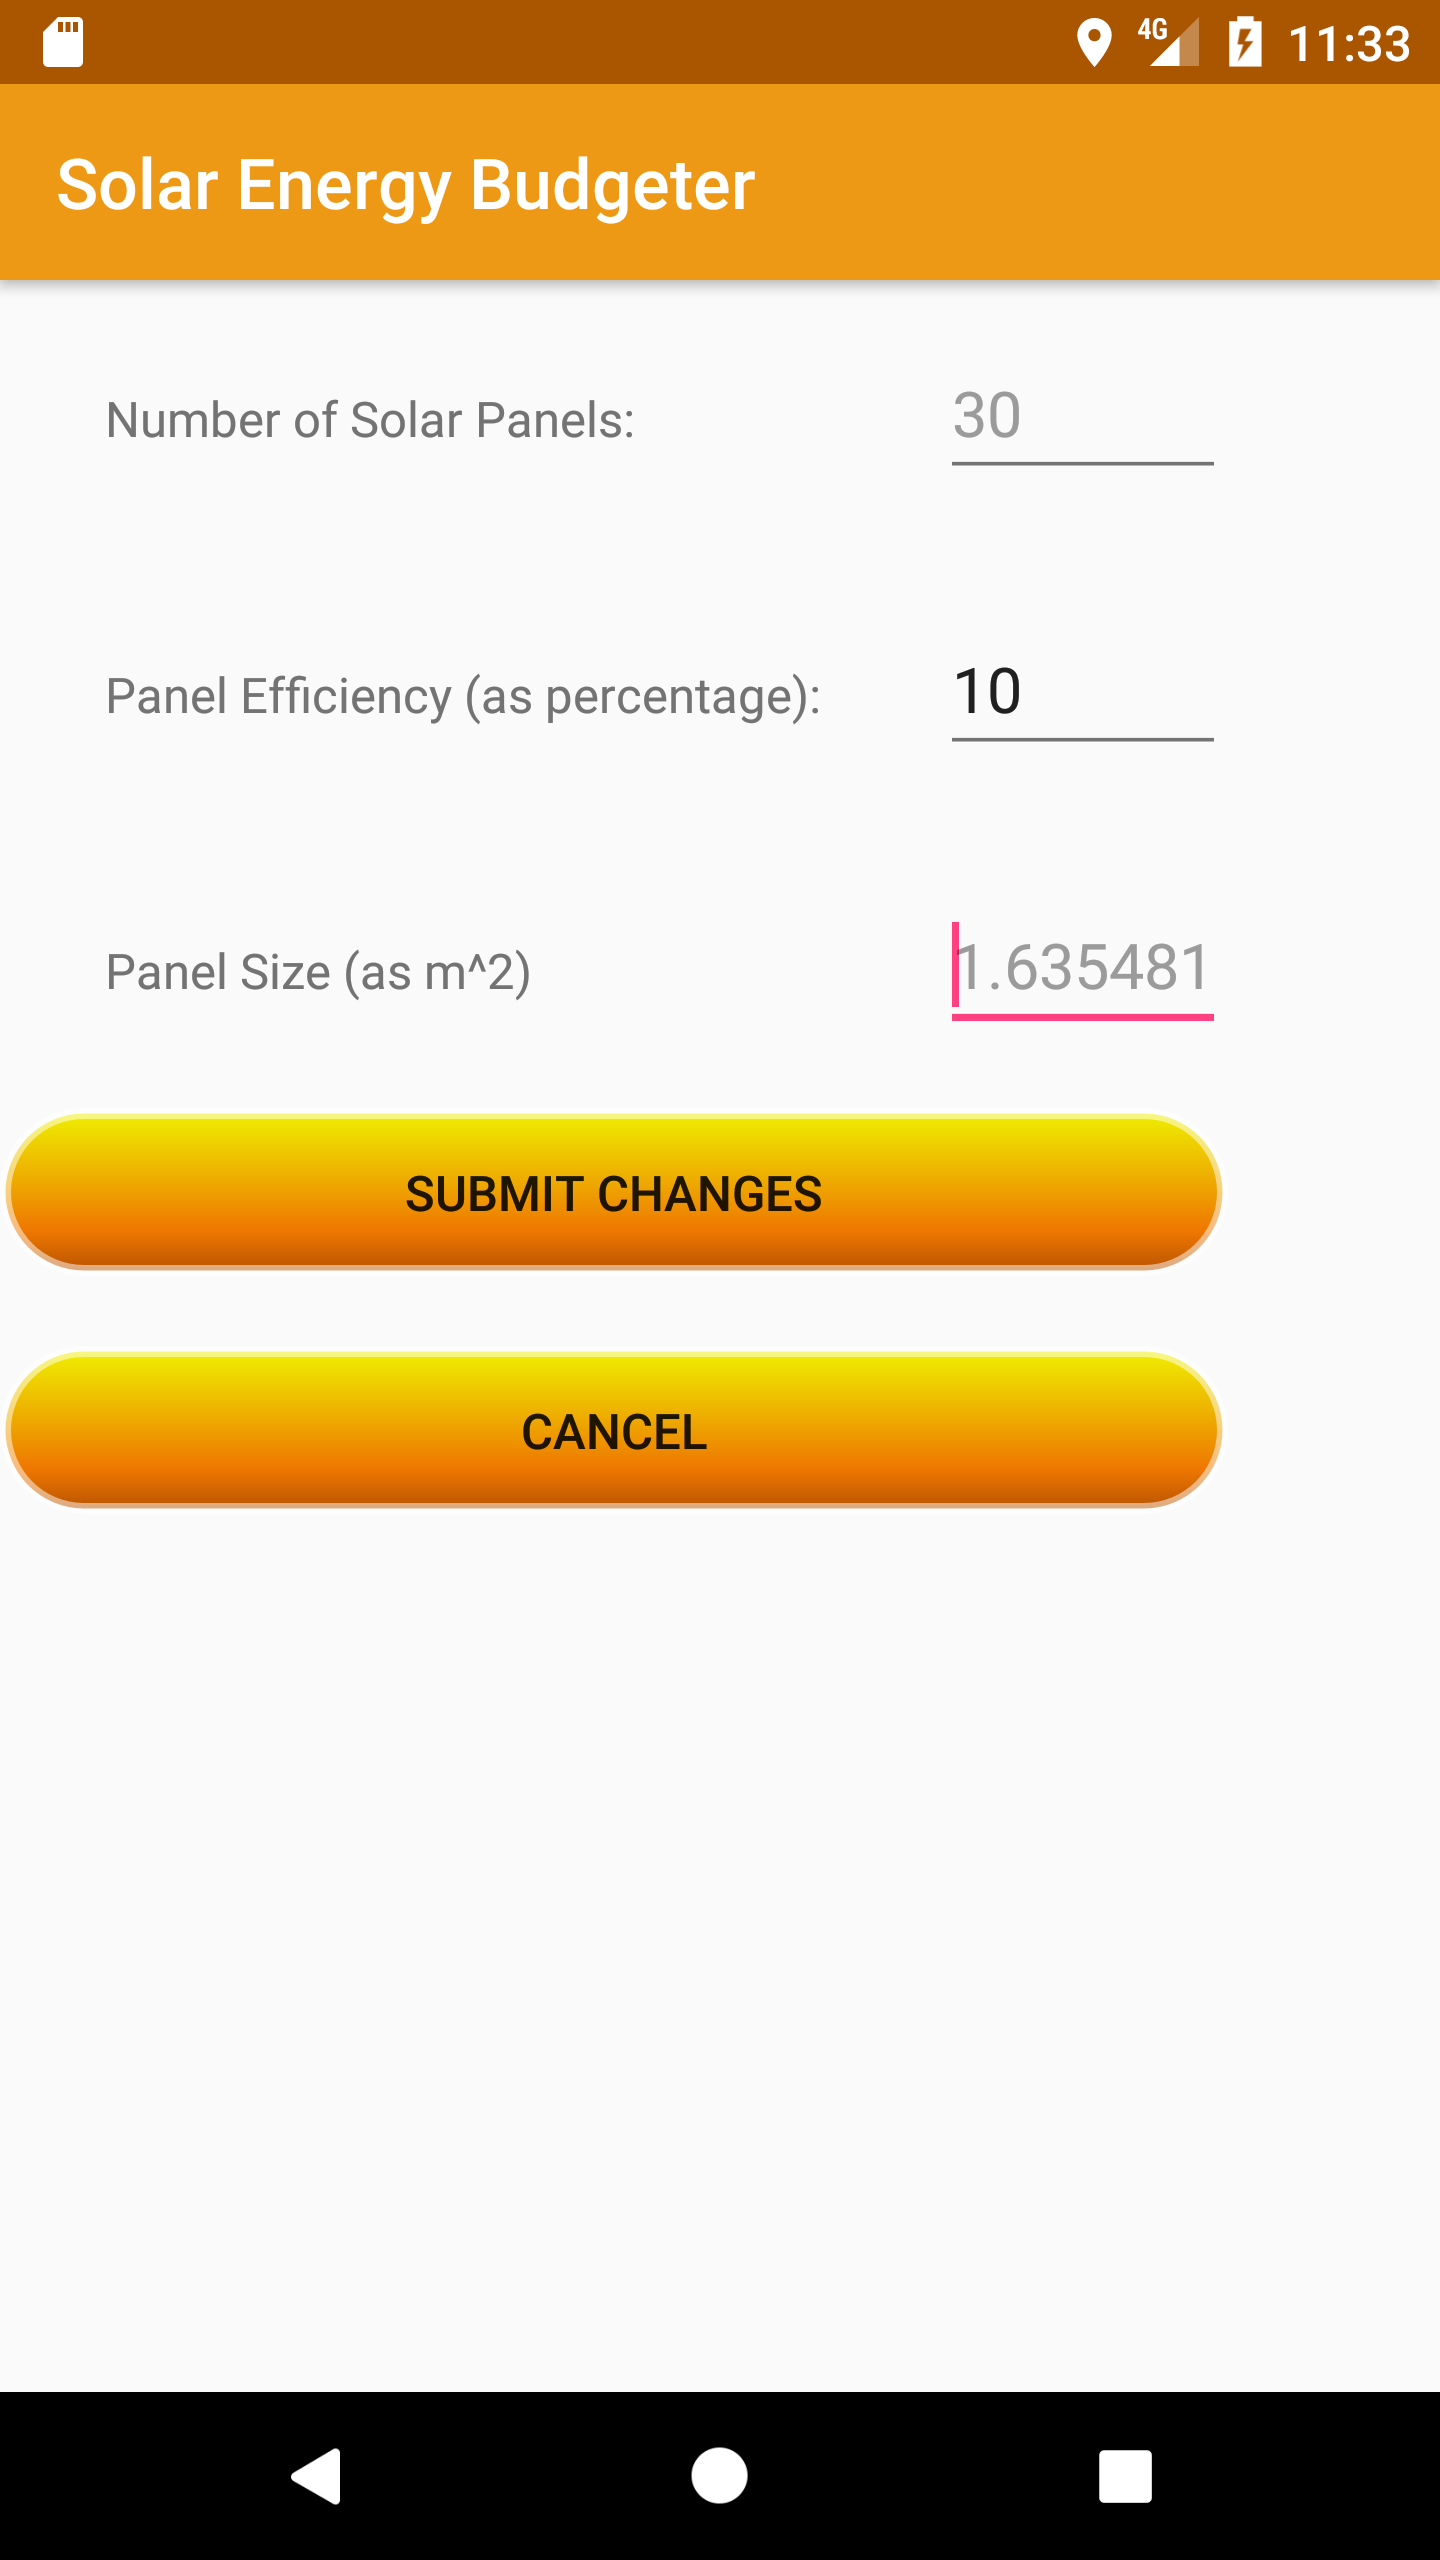 4G 11:33
Solar Energy Budgeter
Number of Solar Panels: 30
Panel Efficiency (as percentage): 10
Panel Size (as m^2) 1.635481
SUBMIT CHANGES
CANCEL